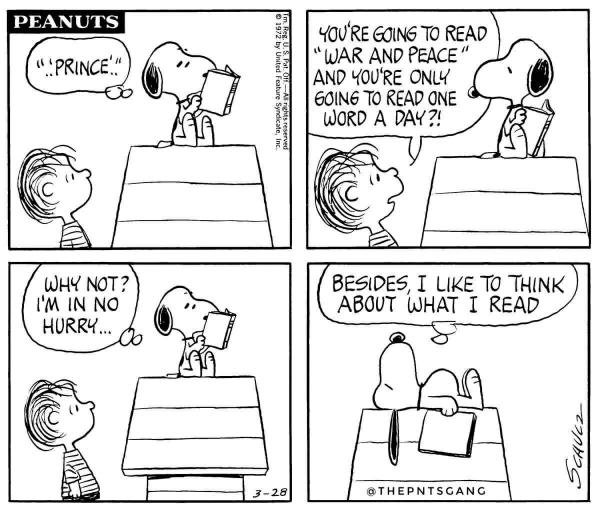 PEANUTS
"..'PRINCE'.."
Tm. Reg. U. S. Pat. Off.—All rights reserved
© 1972 by United Feature Syndicate, Inc.
YOU'RE GOING TO READ
"WAR AND PEACE"
AND YOU'RE ONLY
GOING TO READ ONE
WORD A DAY?!
WHY NOT?
I'M IN NO
HURRY...
3-28
BESIDES, I LIKE TO THINK
ABOUT WHAT I READ
SCHULZ
@THEPNTSGANG